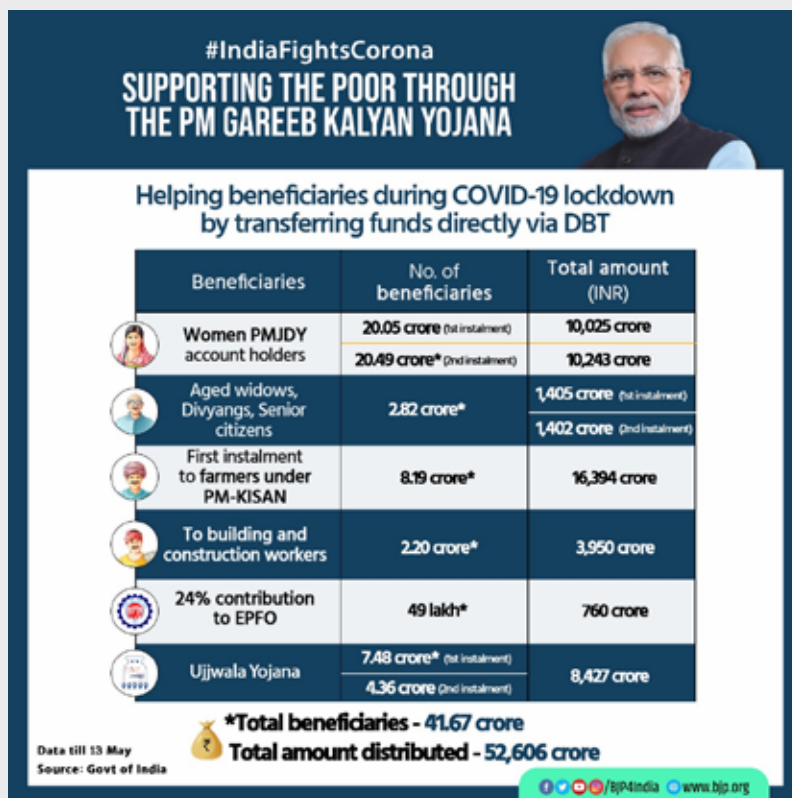 #IndiaFightsCorona
SUPPORTING THE POOR THROUGH
THE PM GAREEB KALYAN YOJANA
Helping beneficiaries during COVID-19 lockdown
by transferring funds directly via DBT
Beneficiaries
No. of
beneficiaries
Total amount
(INR)
Women PMJDY
account holders
20.05 crore (1st instalment)
10,025 crore
20.49 crore* (2nd instalment)
10,243 crore
Aged widows,
Divyangs, Senior
citizens
2.82 crore*
1,405 crore (1st instalment)
1,402 crore (2nd instalment)
First instalment
to farmers under
PM-KISAN
8.19 crore*
16,394 crore
To building and
construction workers
2.20 crore*
3,950 crore
24% contribution
to EPFO
49 lakh*
760 crore
Ujjwala Yojana
7.48 crore* (1st instalment)
4.36 crore (2nd instalment)
8,427 crore
₹
*Total beneficiaries - 41.67 crore
Total amount distributed - 52,606 crore
Data till 13 May
Source: Govt of India
/BJP4India www.bjp.org